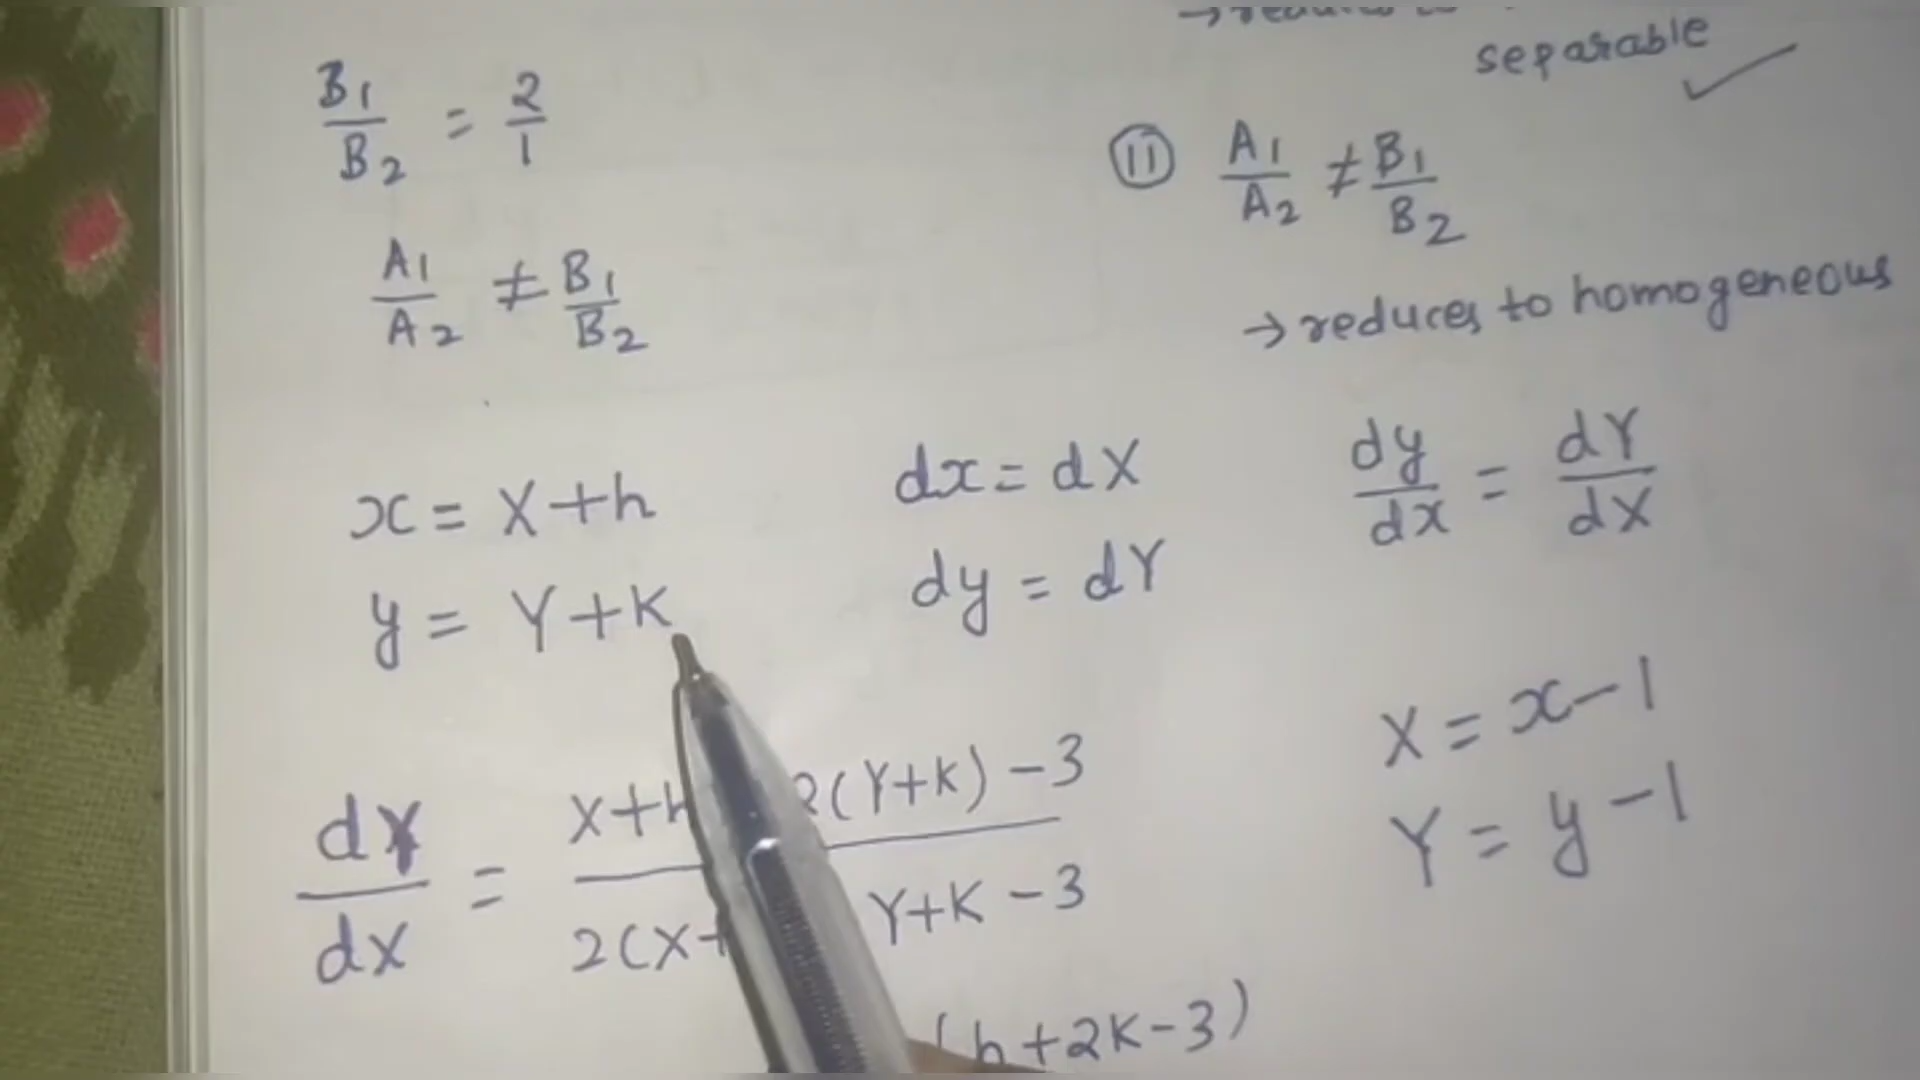 separable ✓
B1/B2 = 2/1
⑪ A1/A2 ≠ B1/B2
A1/A2 ≠ B1/B2
→ reduces to homogeneous
x = X+h
dx = dX
dy/dx = dY/dX
y = Y+K
dy = dY
X = x-1
Y = y-1
dY/dX = X+h 2(Y+K) -3 / 2(X+ Y+K -3
(h+2K-3)